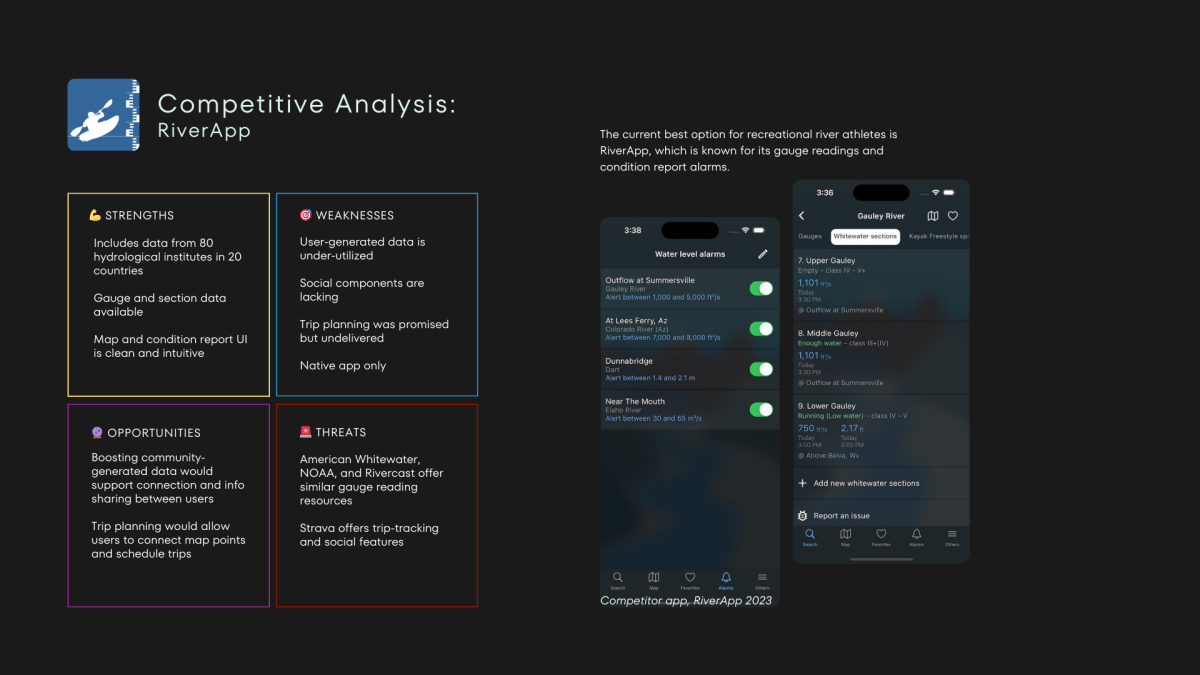 Competitive Analysis:
RiverApp
💪 STRENGTHS
Includes data from 80
hydrological institutes in 20
countries
Gauge and section data
available
Map and condition report UI
is clean and intuitive
🎯 WEAKNESSES
User-generated data is
under-utilized
Social components are
lacking
Trip planning was promised
but undelivered
Native app only
🔮 OPPORTUNITIES
Boosting community-
generated data would
support connection and info
sharing between users
Trip planning would allow
users to connect map points
and schedule trips
🚨 THREATS
American Whitewater,
NOAA, and Rivercast offer
similar gauge reading
resources
Strava offers trip-tracking
and social features
The current best option for recreational river athletes is
RiverApp, which is known for its gauge readings and
condition report alarms.
3:38
Water level alarms
Outflow at Summersville
Gauley River
Alert between 1,000 and 5,000 ft³/s
At Lees Ferry, Az
Colorado River (Az)
Alert between 7,000 and 8,000 ft³/s
Dunnabridge
Dart
Alert between 1.4 and 2.1 m
Near The Mouth
Elaho River
Alert between 30 and 65 m³/s
Search Map Favorites Alarms Others
Competitor app, RiverApp 2023
3:36
Gauley River
Gauges Whitewater sections Kayak Freestyle sp
7. Upper Gauley
Empty - class IV - V+
1,101 ft³/s
Today
3:30 PM
@ Outflow at Summersville
8. Middle Gauley
Enough water - class III+(IV)
1,101 ft³/s
Today
3:30 PM
@ Outflow at Summersville
9. Lower Gauley
Running (Low water) - class IV - V
750 ft³/s 2.17 ft
Today Today
3:00 PM 3:00 PM
@ Above Belva, Wv
Add new whitewater sections
Report an issue
Search Map Favorites Alarms Others